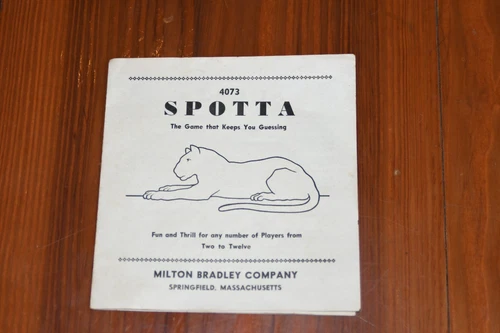 4073
SPOTTA
The Game that Keeps You Guessing
Fun and Thrill for any number of Players from
Two to Twelve
MILTON BRADLEY COMPANY
SPRINGFIELD, MASSACHUSETTS